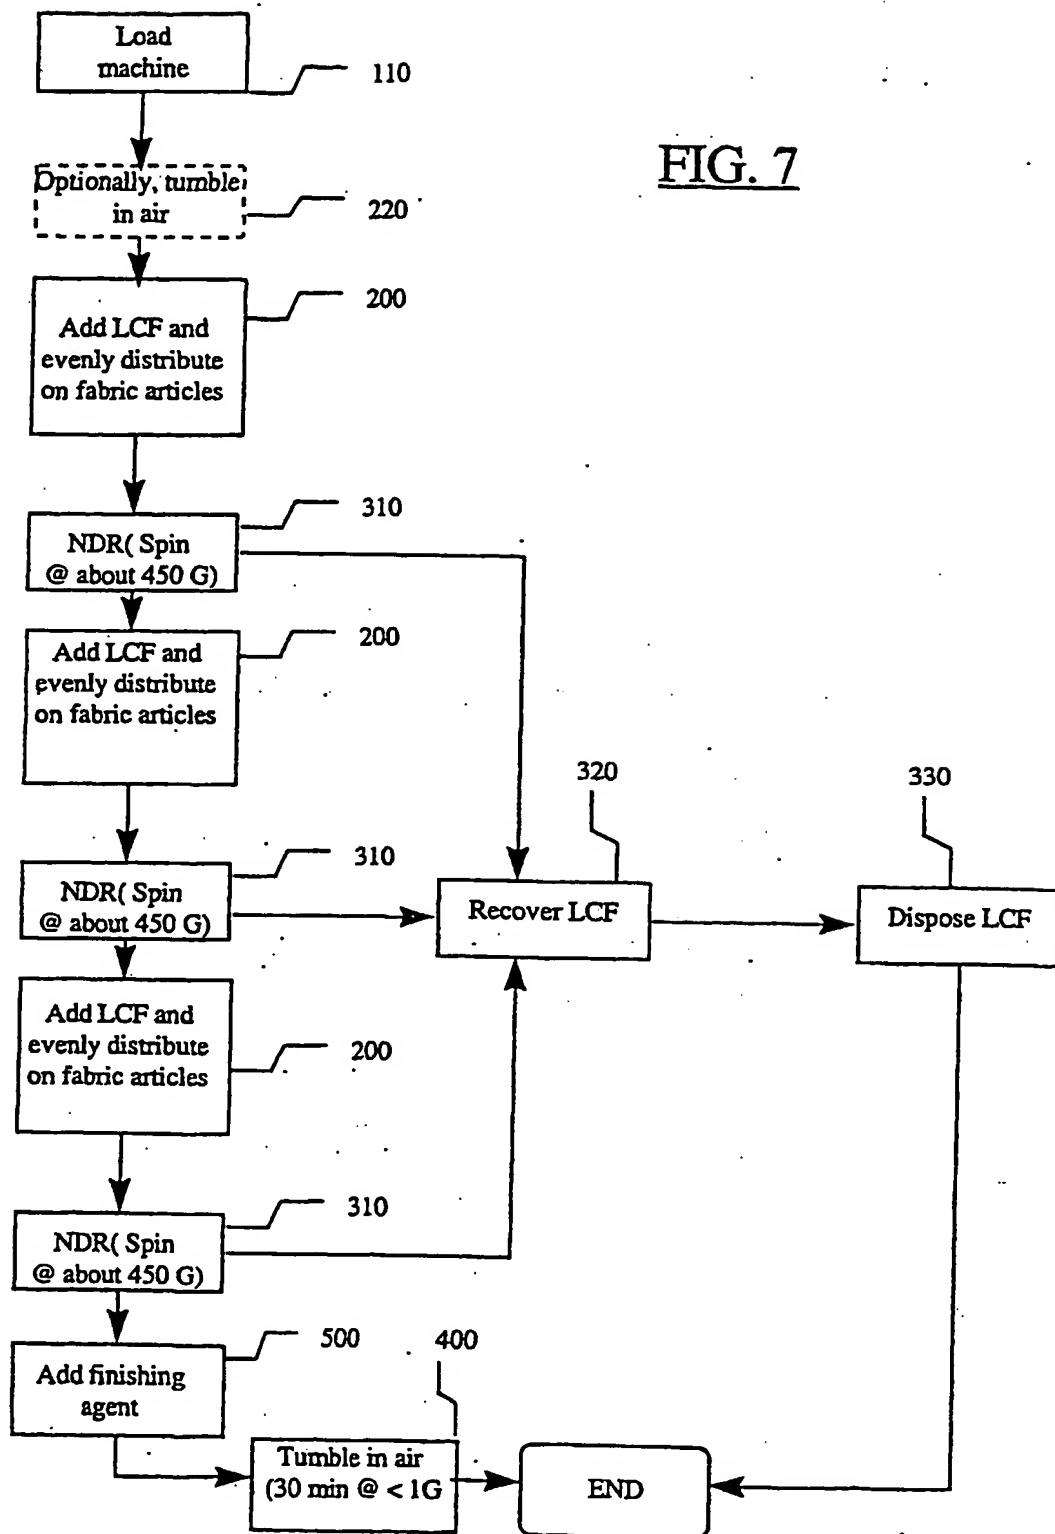 Load
machine
110
FIG. 7
Optionally, tumble
in air
220
200
Add LCF and
evenly distribute
on fabric articles
310
NDR( Spin
@ about 450 G)
200
Add LCF and
evenly distribute
on fabric articles
320
330
310
NDR( Spin
@ about 450 G)
Recover LCF
Dispose LCF
Add LCF and
evenly distribute
on fabric articles
200
310
NDR( Spin
@ about 450 G)
500
400
Add finishing
agent
Tumble in air
(30 min @ < 1G
END